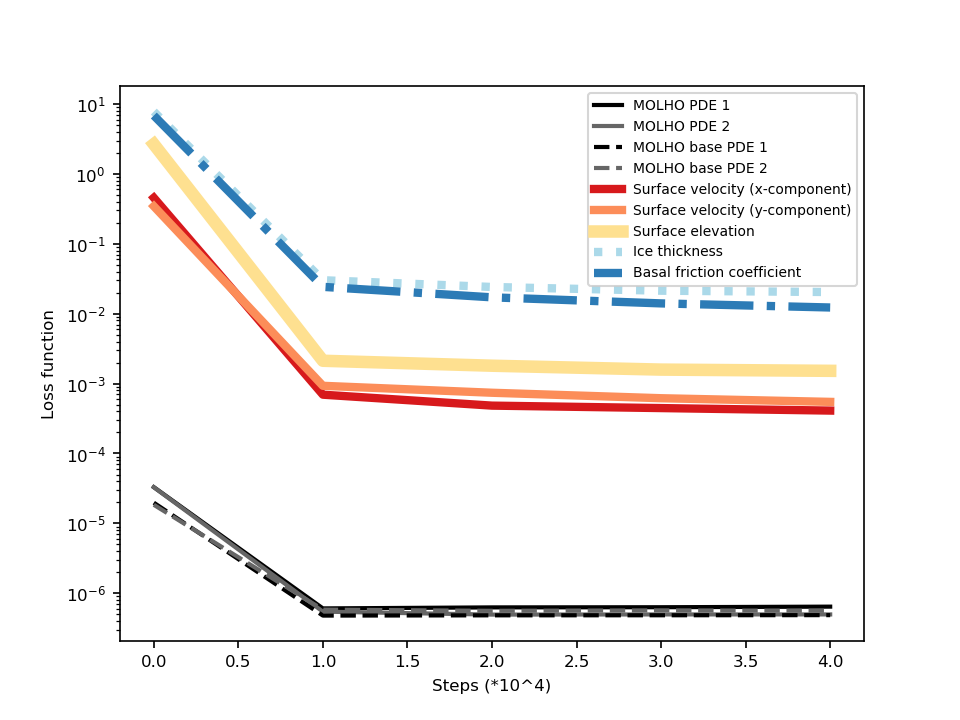 10^1
10^0
10^−1
10^−2
10^−3
10^−4
10^−5
10^−6
Loss function
MOLHO PDE 1
MOLHO PDE 2
MOLHO base PDE 1
MOLHO base PDE 2
Surface velocity (x-component)
Surface velocity (y-component)
Surface elevation
Ice thickness
Basal friction coefficient
0.0 0.5 1.0 1.5 2.0 2.5 3.0 3.5 4.0
Steps (*10^4)